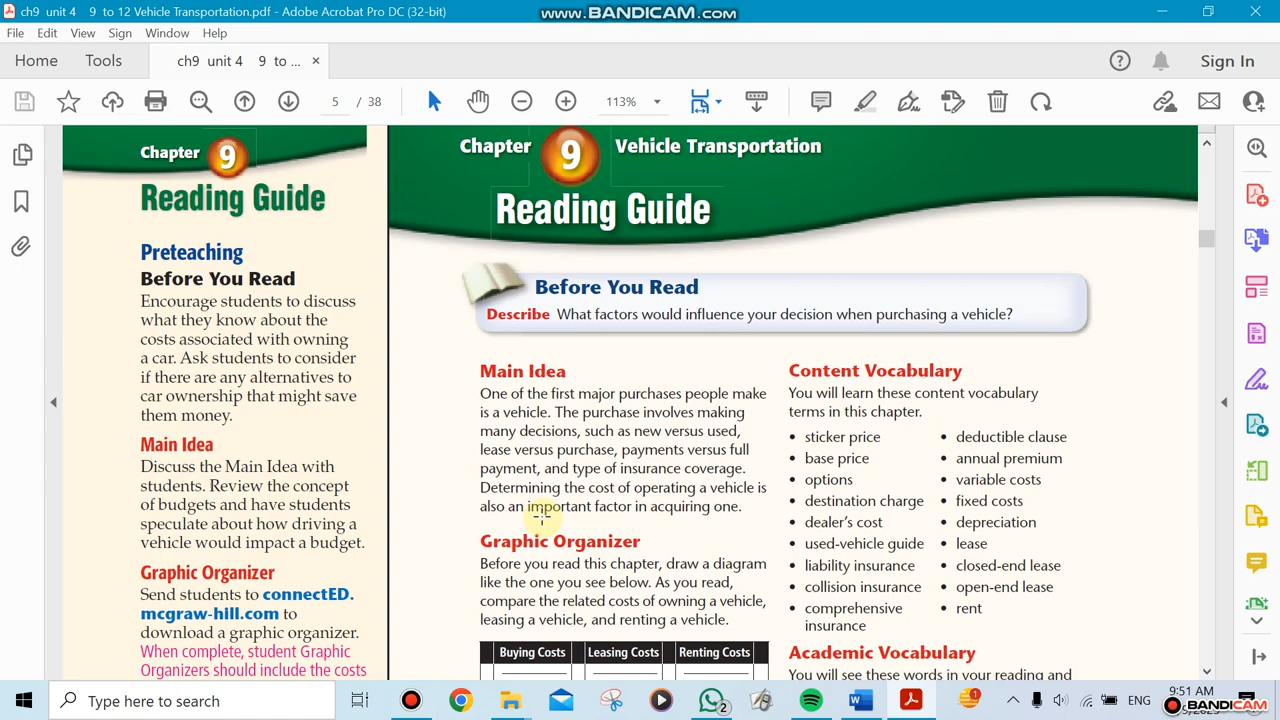 ch9 unit 4   9 to 12 Vehicle Transportation.pdf - Adobe Acrobat Pro DC (32-bit)
www.BANDICAM.com
File Edit View Sign Window Help
Home Tools ch9 unit 4   9 to ... × Sign In
5 / 38 113%
Chapter 9
Reading Guide
Preteaching
Before You Read
Encourage students to discuss
what they know about the
costs associated with owning
a car. Ask students to consider
if there are any alternatives to
car ownership that might save
them money.
Main Idea
Discuss the Main Idea with
students. Review the concept
of budgets and have students
speculate about how driving a
vehicle would impact a budget.
Graphic Organizer
Send students to connectED.
mcgraw-hill.com to
download a graphic organizer.
When complete, student Graphic
Organizers should include the costs
Chapter 9 Vehicle Transportation
Reading Guide
Before You Read
Describe What factors would influence your decision when purchasing a vehicle?
Main Idea
One of the first major purchases people make
is a vehicle. The purchase involves making
many decisions, such as new versus used,
lease versus purchase, payments versus full
payment, and type of insurance coverage.
Determining the cost of operating a vehicle is
also an important factor in acquiring one.
Graphic Organizer
Before you read this chapter, draw a diagram
like the one you see below. As you read,
compare the related costs of owning a vehicle,
leasing a vehicle, and renting a vehicle.
Buying Costs Leasing Costs Renting Costs
Content Vocabulary
You will learn these content vocabulary
terms in this chapter.
• sticker price
• base price
• options
• destination charge
• dealer's cost
• used-vehicle guide
• liability insurance
• collision insurance
• comprehensive
insurance
• deductible clause
• annual premium
• variable costs
• fixed costs
• depreciation
• lease
• closed-end lease
• open-end lease
• rent
Academic Vocabulary
You will see these words in your reading and
Type here to search
2
1
ENG
9:51 AM
BANDICAM